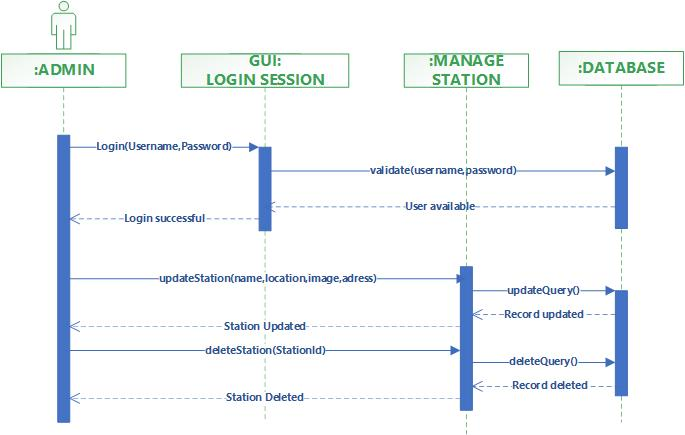 :ADMIN
GUI:
LOGIN SESSION
:MANAGE
STATION
:DATABASE
Login(Username,Password)
validate(username,password)
User available
Login successful
updateStation(name,location,image,adress)
updateQuery()
Record updated
Station Updated
deleteStation(StationId)
deleteQuery()
Record deleted
Station Deleted